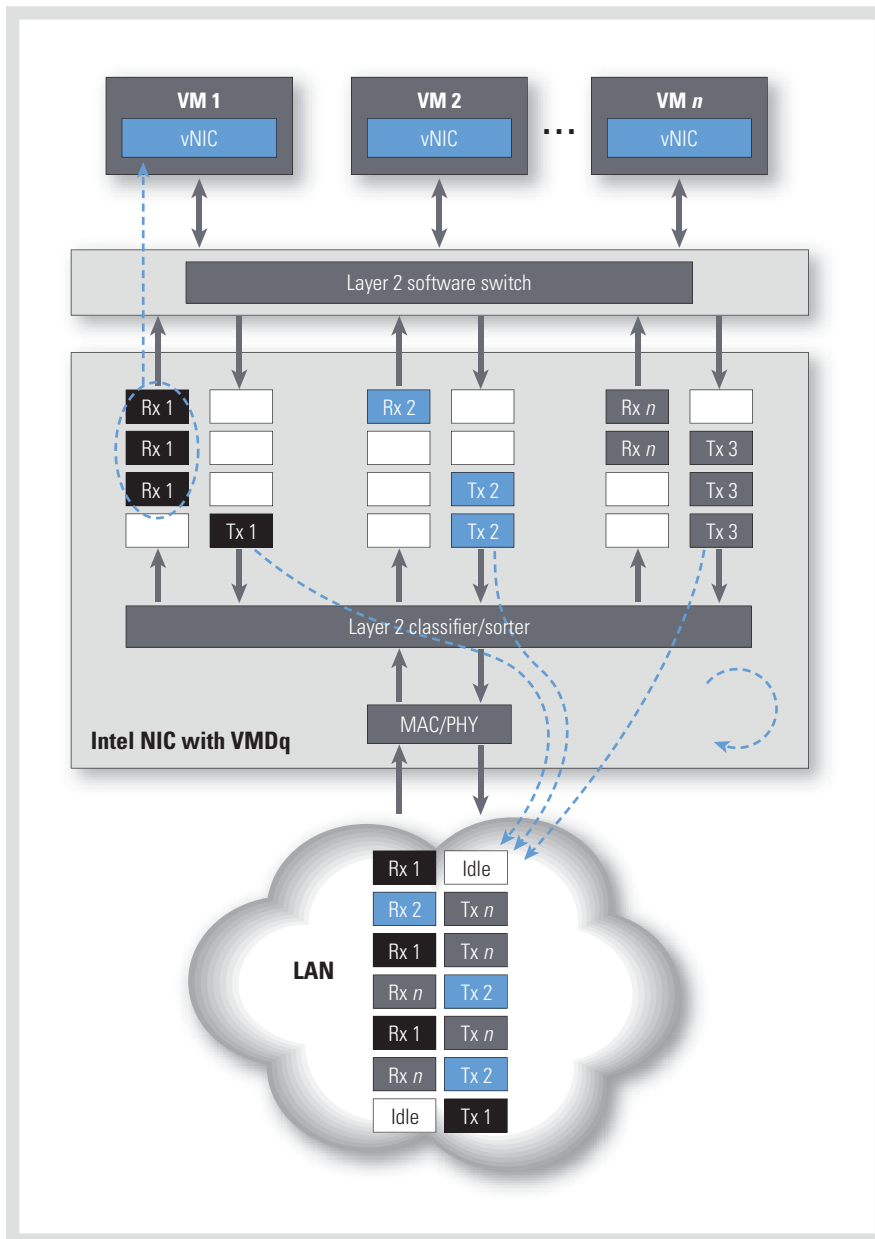 VM 1 VM 2 ... VM n
vNIC vNIC vNIC
Layer 2 software switch
Rx 1 Rx 2 Rx n
Rx 1 Rx n Tx 3
Rx 1 Tx 2 Tx 3
Tx 1 Tx 2 Tx 3
Layer 2 classifier/sorter
MAC/PHY
Intel NIC with VMDq
Rx 1 Idle
Rx 2 Tx n
Rx 1 Tx n
LAN
Rx n Tx 2
Rx 1 Tx n
Rx n Tx 2
Idle Tx 1